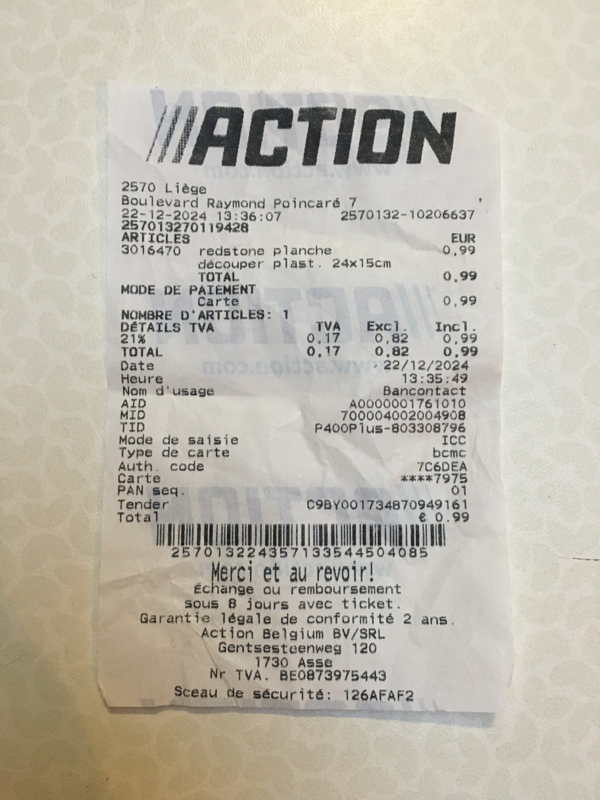 ACTION
2570 Liège
Boulevard Raymond Poincaré 7
22-12-2024 13:36:07 2570132-10206637
257013270119428
ARTICLES EUR
3016470 redstone planche 0,99
découper plast. 24x15cm
TOTAL 0,99
MODE DE PAIEMENT
Carte 0,99
NOMBRE D'ARTICLES: 1
DÉTAILS TVA TVA Excl. Incl.
21% 0,17 0,82 0,99
TOTAL 0,17 0,82 0,99
Date 22/12/2024
Heure 13:35:49
Nom d'usage Bancontact
AID A0000001761010
MID 700004002004908
TID P400Plus-803308796
Mode de saisie ICC
Type de carte bcmc
Auth. code 7C6DEA
Carte ****7975
PAN seq. 01
Tender C9BY001734870949161
Total € 0.99
2570132243571133544504085
Merci et au revoir!
Échange ou remboursement
sous 8 jours avec ticket.
Garantie légale de conformité 2 ans.
Action Belgium BV/SRL
Gentsesteenweg 120
1730 Asse
Nr TVA. BE0873975443
Sceau de sécurité: 126AFAF2